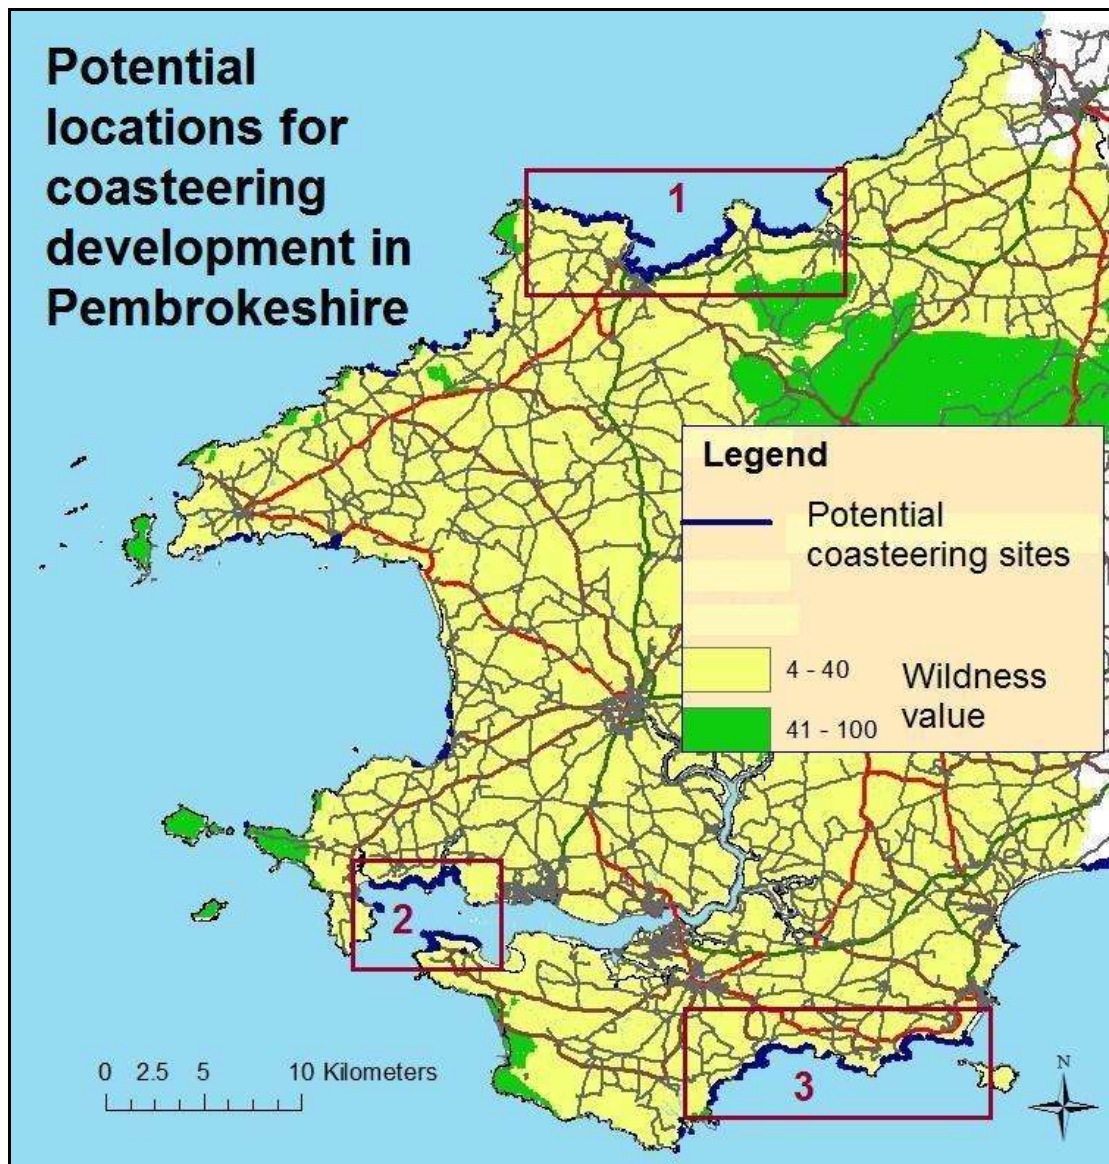 Potential
locations for
coasteering
development in
Pembrokeshire
1
Legend
Potential
coasteering sites
4 - 40
Wildness
value
41 - 100
2
3
0 2.5 5 10 Kilometers
N